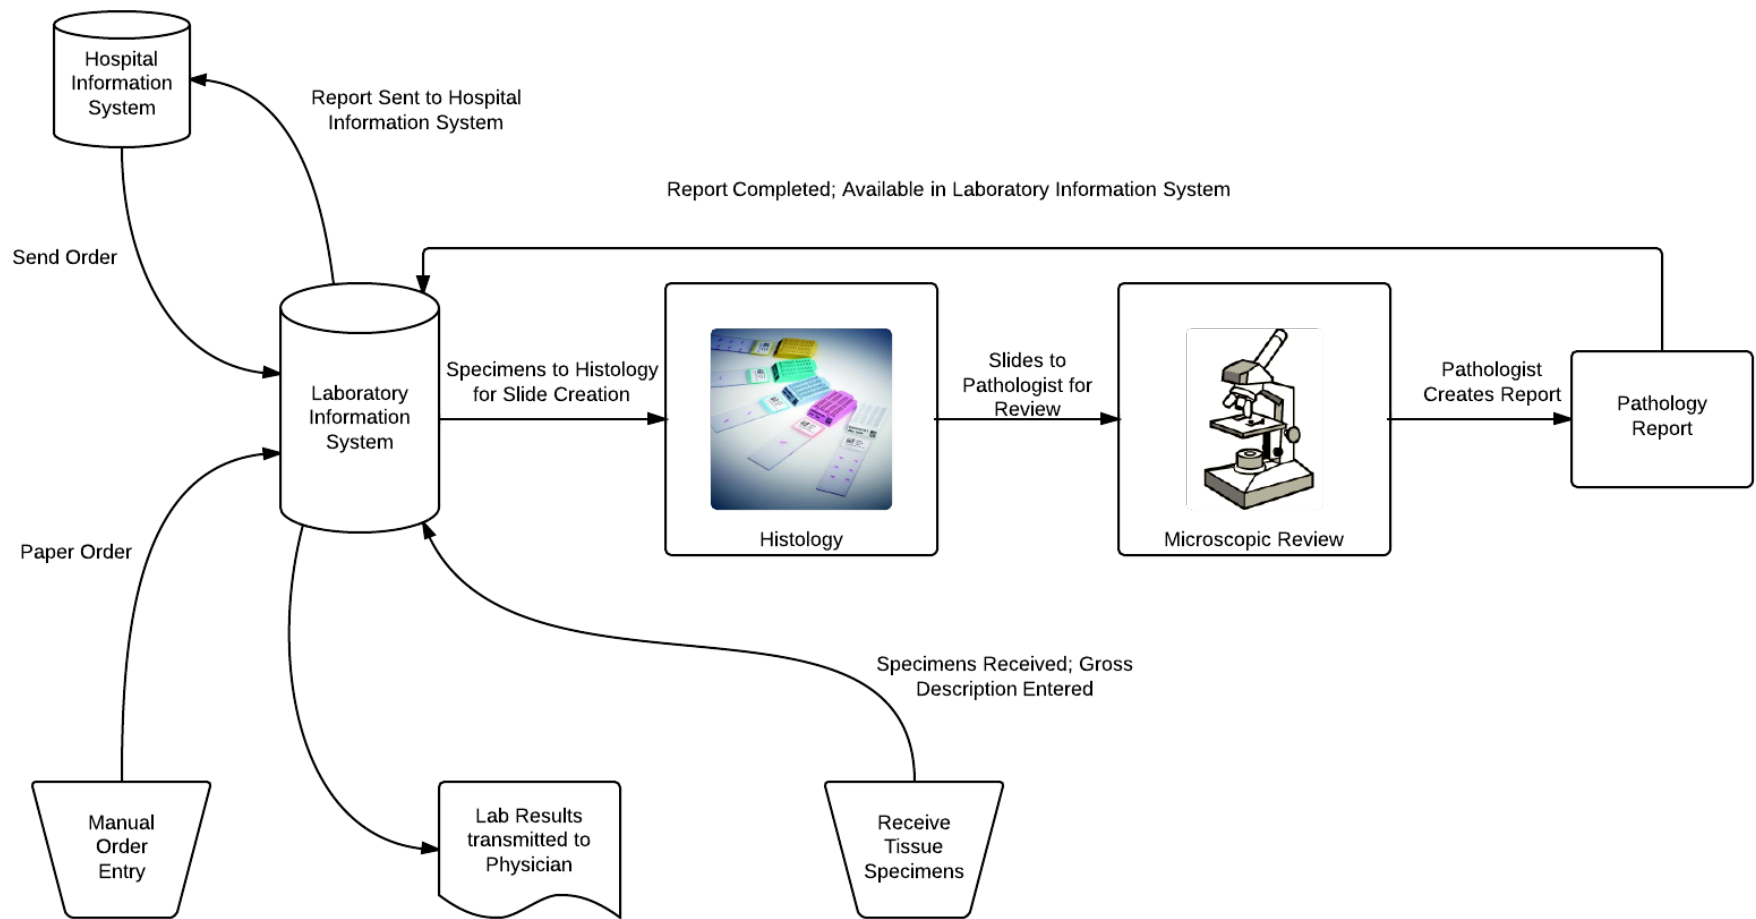 Hospital
Information
System
Report Sent to Hospital
Information System
Report Completed; Available in Laboratory Information System
Send Order
Laboratory
Information
System
Specimens to Histology
for Slide Creation
Histology
Slides to
Pathologist for
Review
Microscopic Review
Pathologist
Creates Report
Pathology
Report
Paper Order
Specimens Received; Gross
Description Entered
Manual
Order
Entry
Lab Results
transmitted to
Physician
Receive
Tissue
Specimens